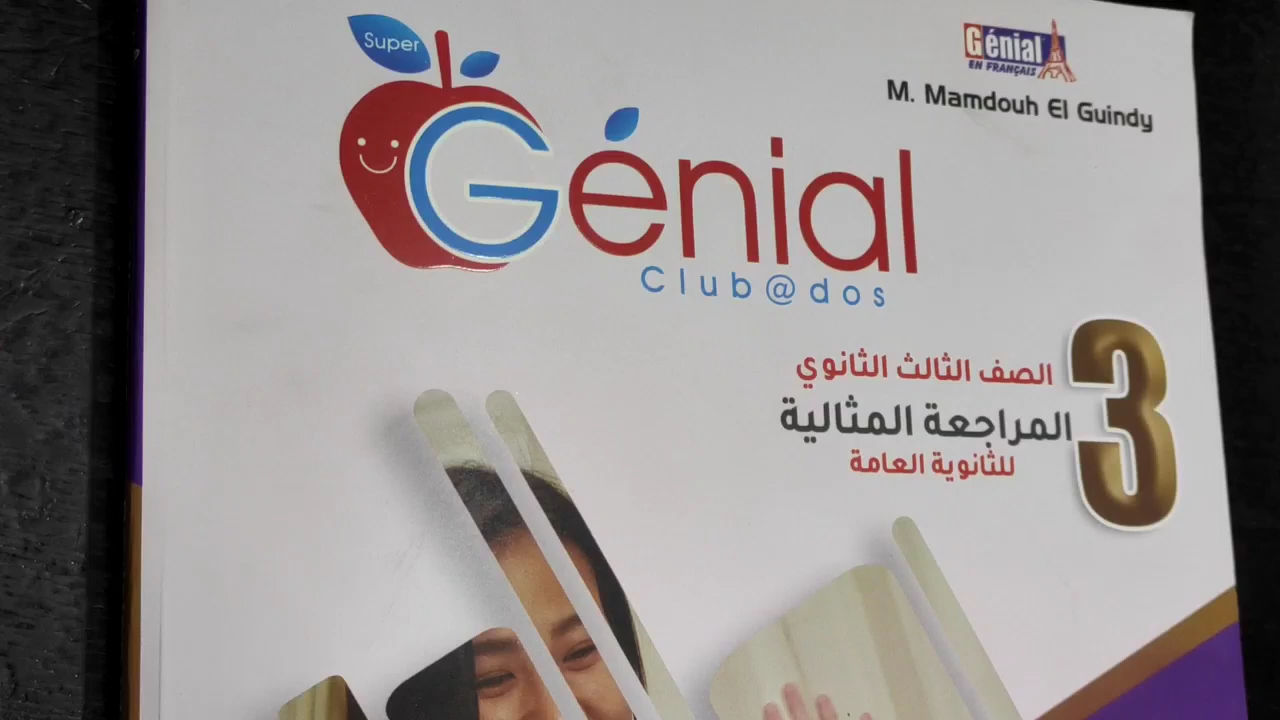 Super
Génial
Club@dos
Génial
EN FRANÇAIS
M. Mamdouh El Guindy
3
الصف الثالث الثانوي
المراجعة المثالية
للثانوية العامة